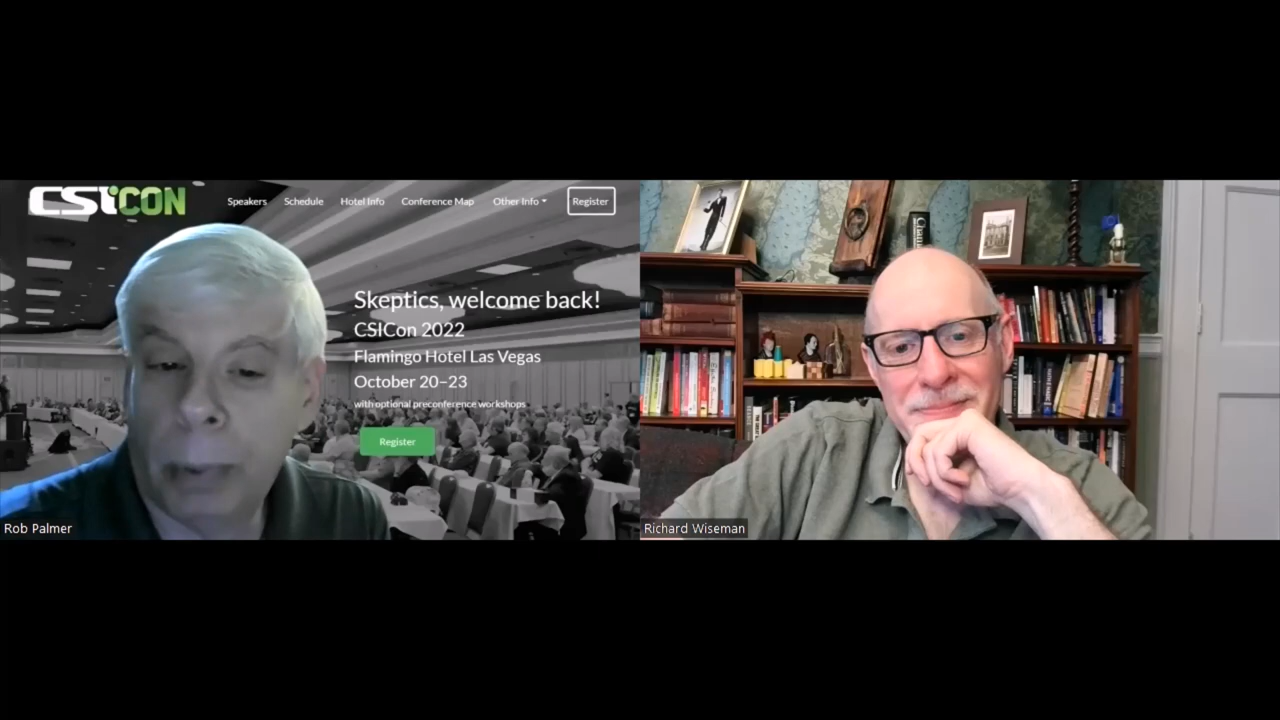 CSICON
Speakers Schedule Hotel Info Conference Map Other Info Register
Skeptics, welcome back!
CSICon 2022
Flamingo Hotel Las Vegas
October 20–23
with optional preconference workshops
Register
Rob Palmer
Richard Wiseman